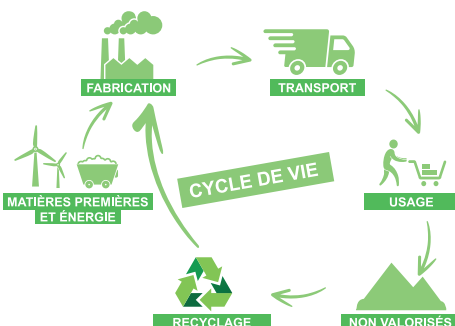 FABRICATION
TRANSPORT
CYCLE DE VIE
MATIÈRES PREMIÈRES
ET ÉNERGIE
USAGE
RECYCLAGE
NON VALORISÉS